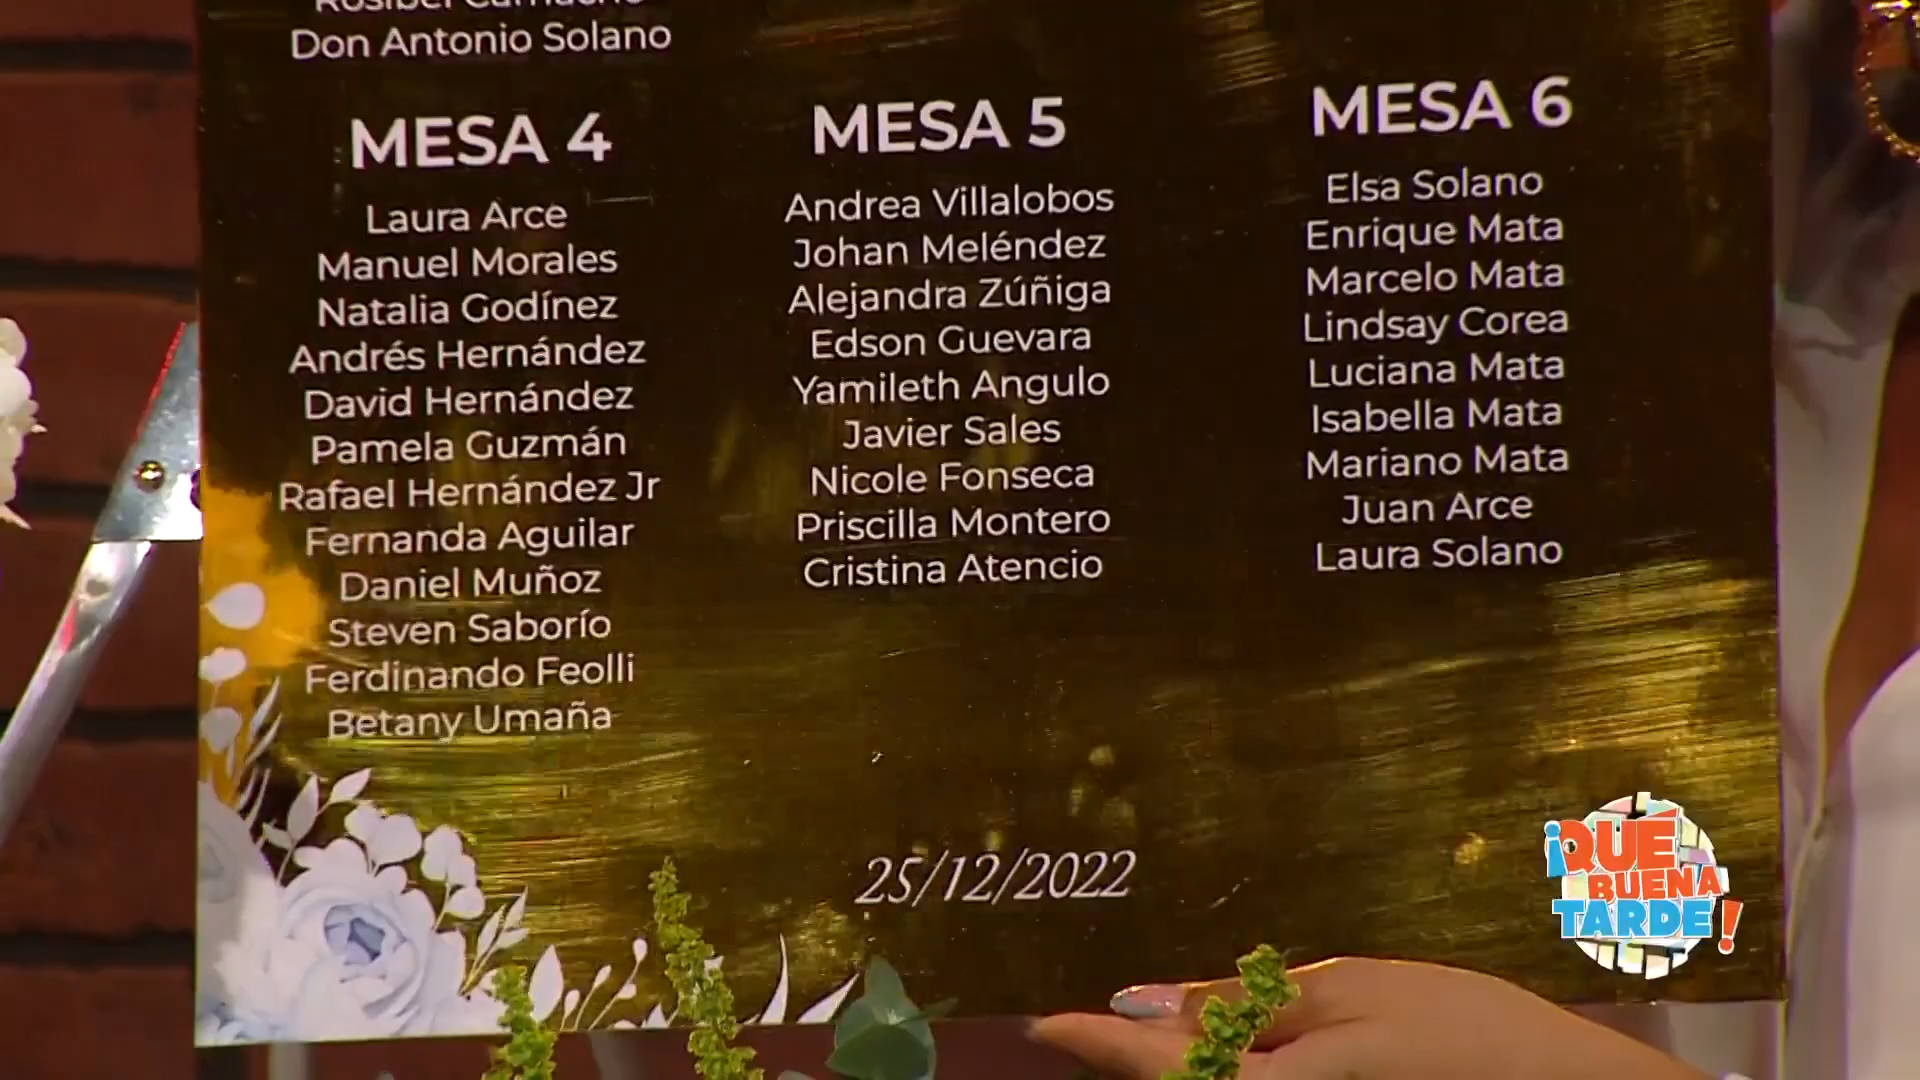 Rosibel Camacho
Don Antonio Solano
MESA 4
Laura Arce
Manuel Morales
Natalia Godínez
Andrés Hernández
David Hernández
Pamela Guzmán
Rafael Hernández Jr
Fernanda Aguilar
Daniel Muñoz
Steven Saborío
Ferdinando Feolli
Betany Umaña
MESA 5
Andrea Villalobos
Johan Meléndez
Alejandra Zúñiga
Edson Guevara
Yamileth Angulo
Javier Sales
Nicole Fonseca
Priscilla Montero
Cristina Atencio
MESA 6
Elsa Solano
Enrique Mata
Marcelo Mata
Lindsay Corea
Luciana Mata
Isabella Mata
Mariano Mata
Juan Arce
Laura Solano
25/12/2022
¡QUÉ
BUENA
TARDE!